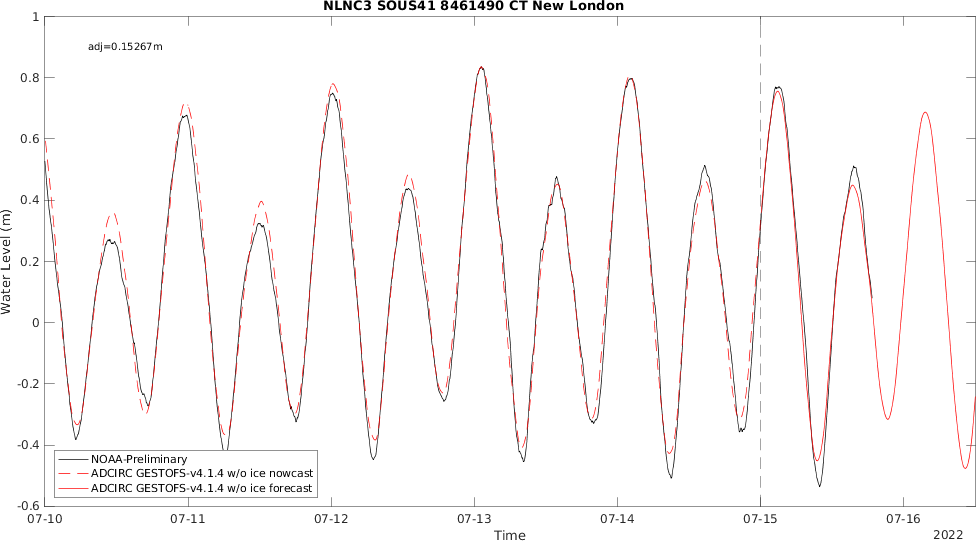 NLNC3 SOUS41 8461490 CT New London
adj=0.15267m
1
0.8
0.6
0.4
0.2
0
-0.2
-0.4
-0.6
Water Level (m)
NOAA-Preliminary
ADCIRC GESTOFS-v4.1.4 w/o ice nowcast
ADCIRC GESTOFS-v4.1.4 w/o ice forecast
07-10 07-11 07-12 07-13 07-14 07-15 07-16
Time
2022